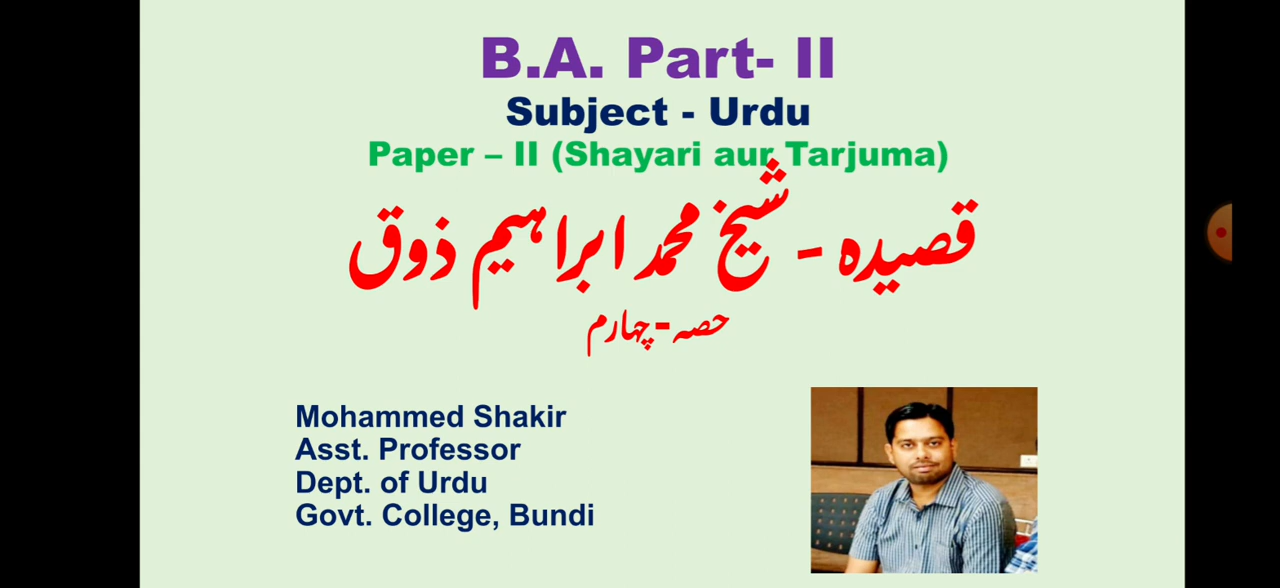 B.A. Part- II
Subject - Urdu
Paper – II (Shayari aur Tarjuma)
قصیدہ - شیخ محمد ابراہیم ذوق
حصہ - چہارم
Mohammed Shakir
Asst. Professor
Dept. of Urdu
Govt. College, Bundi